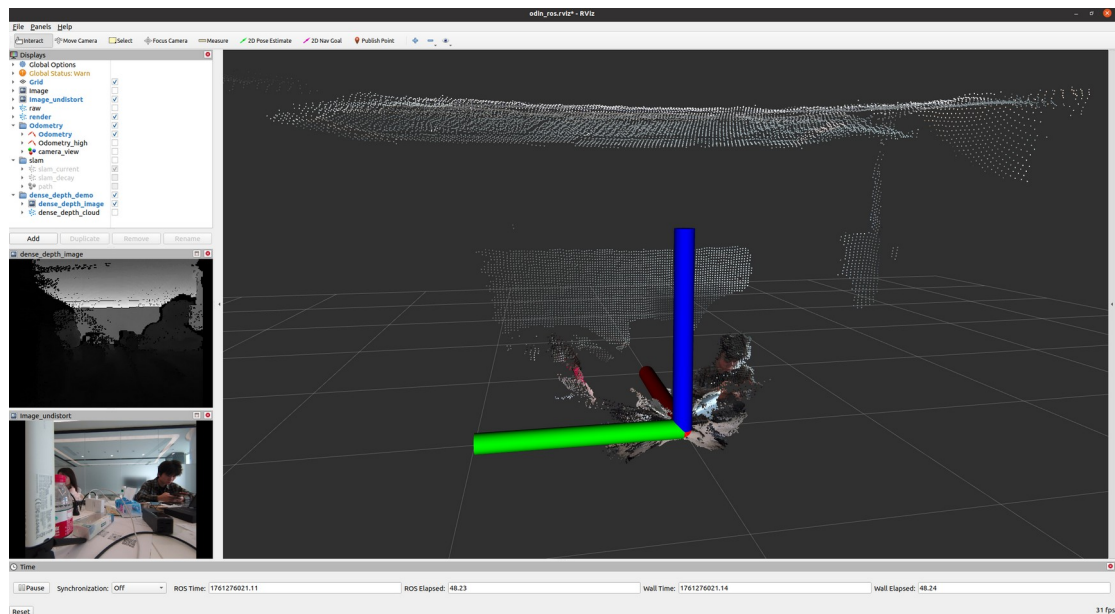 odin_ros.rviz* - RViz
File Panels Help
Interact Move Camera Select Focus Camera Measure 2D Pose Estimate 2D Nav Goal Publish Point
Displays
Global Options
Global Status: Warn
Grid
Image
Image_undistort
raw
render
Odometry
Odometry
Odometry_high
camera_view
slam
slam_current
slam_decay
path
dense_depth_demo
dense_depth_image
dense_depth_cloud
Add Duplicate Remove Rename
dense_depth_image
Image_undistort
Time
Pause Synchronization: Off ROS Time: 1761276021.11 ROS Elapsed: 48.23 Wall Time: 1761276021.14 Wall Elapsed: 48.24
Reset 31 fps